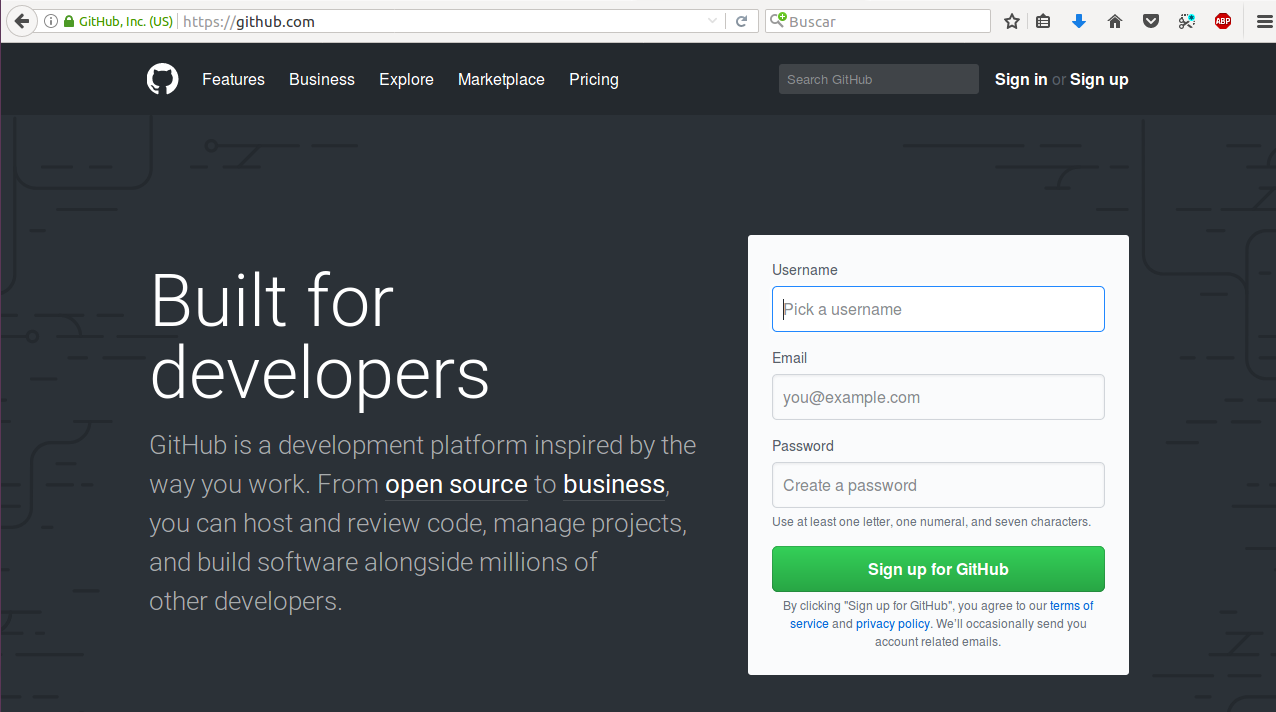 GitHub, Inc. (US) https://github.com Buscar ABP
Features Business Explore Marketplace Pricing Search GitHub Sign in or Sign up
Built for
developers
GitHub is a development platform inspired by the
way you work. From open source to business,
you can host and review code, manage projects,
and build software alongside millions of
other developers.
Username
Pick a username
Email
you@example.com
Password
Create a password
Use at least one letter, one numeral, and seven characters.
Sign up for GitHub
By clicking "Sign up for GitHub", you agree to our terms of
service and privacy policy. We’ll occasionally send you
account related emails.